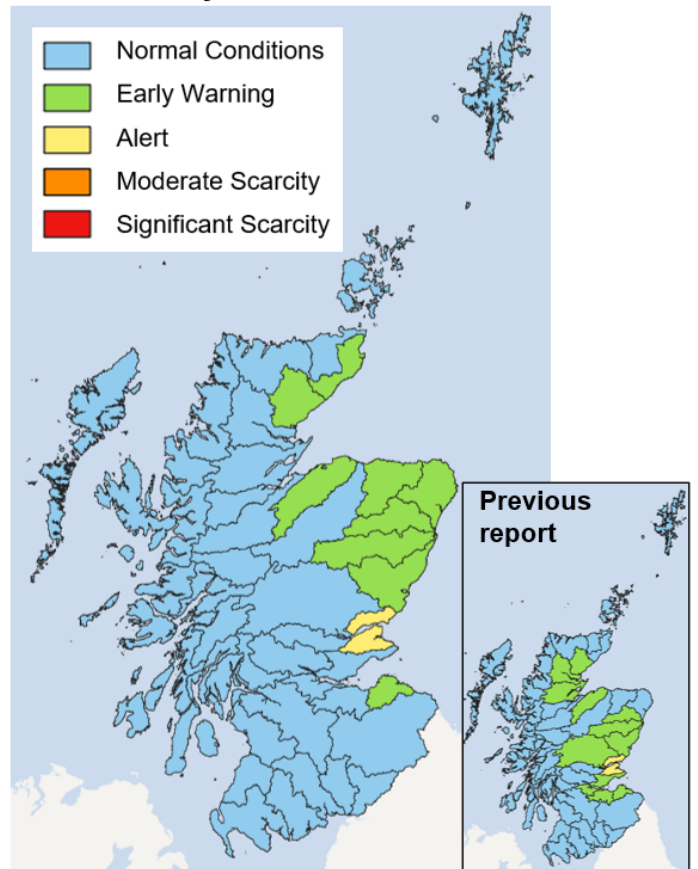 Normal Conditions
Early Warning
Alert
Moderate Scarcity
Significant Scarcity
Previous
report